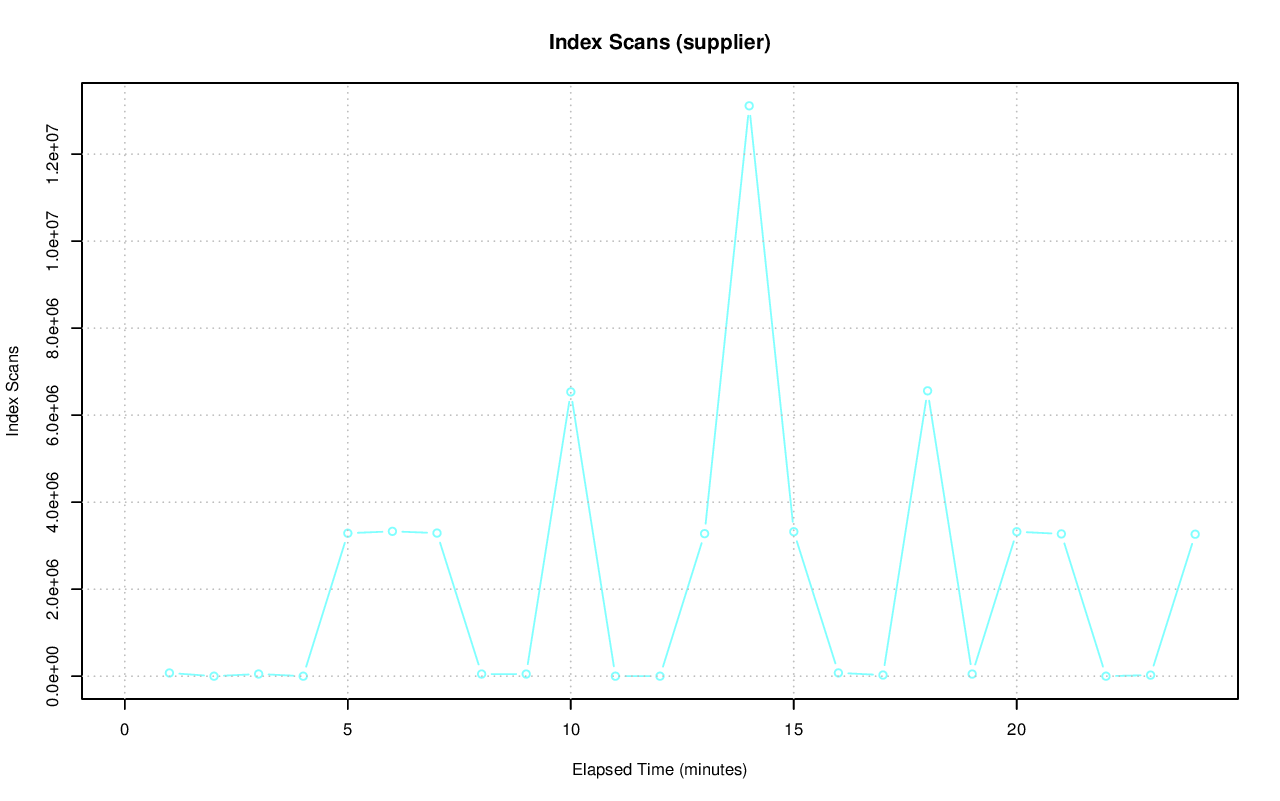 Index Scans (supplier)
1.2e+07
1.0e+07
8.0e+06
6.0e+06
4.0e+06
2.0e+06
0.0e+00
Index Scans
0 5 10 15 20
Elapsed Time (minutes)